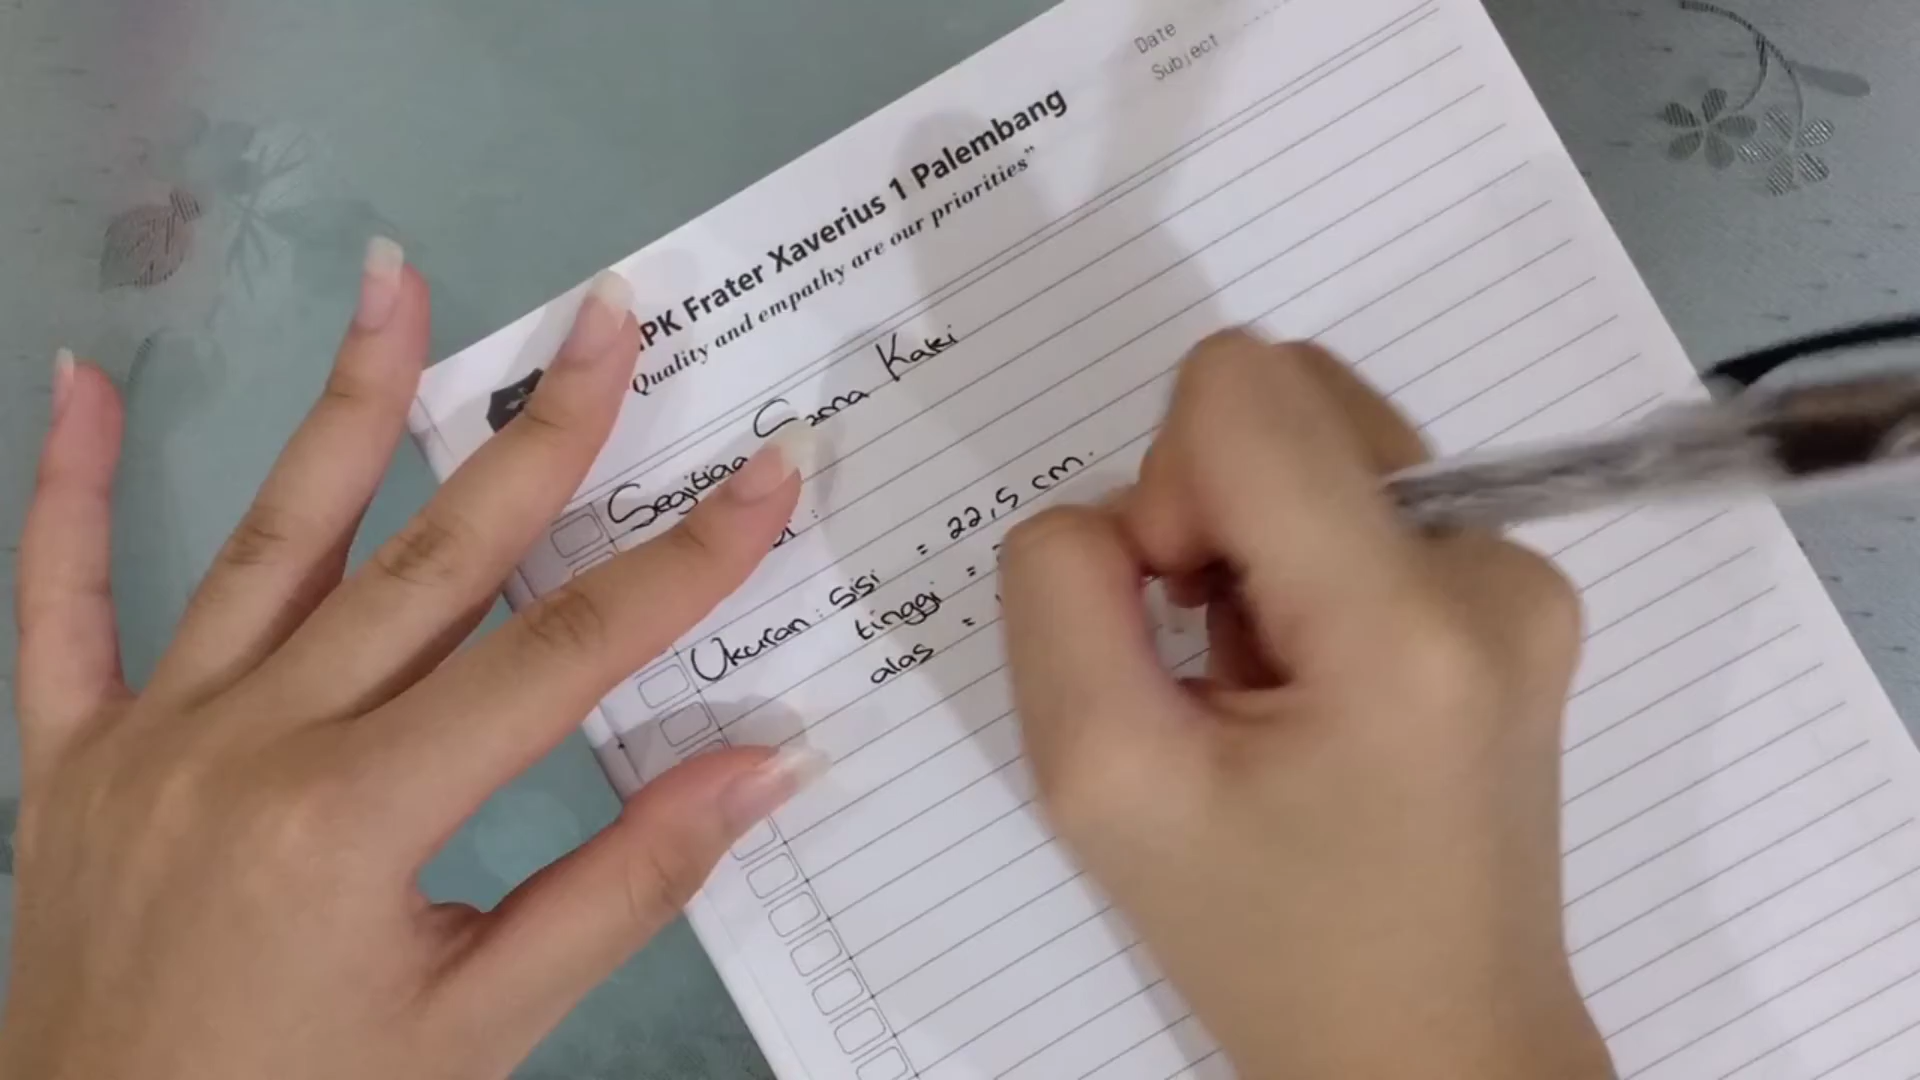 Date
Subject
PK Frater Xaverius 1 Palembang
Quality and empathy are our priorities"
Segitiga Sama Kaki
:
Ukuran : sisi = 22,5 cm.
tinggi =
alas =